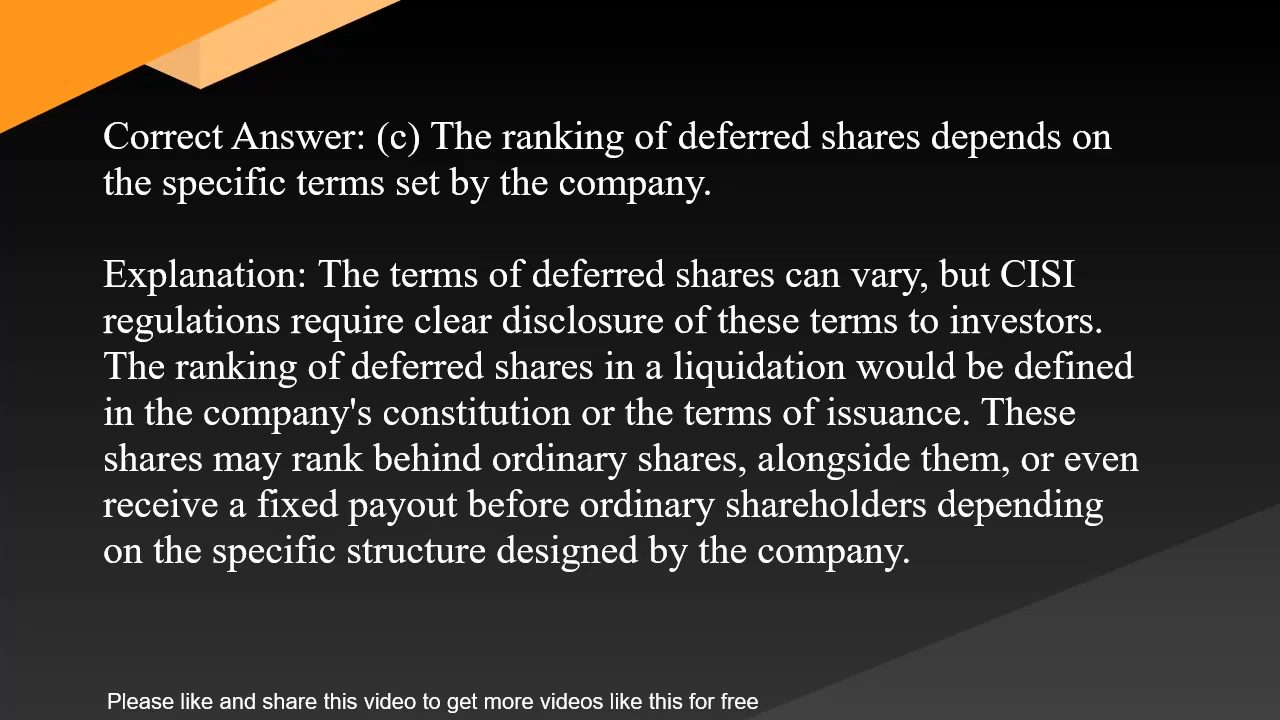 Correct Answer: (c) The ranking of deferred shares depends on
the specific terms set by the company.
Explanation: The terms of deferred shares can vary, but CISI
regulations require clear disclosure of these terms to investors.
The ranking of deferred shares in a liquidation would be defined
in the company's constitution or the terms of issuance. These
shares may rank behind ordinary shares, alongside them, or even
receive a fixed payout before ordinary shareholders depending
on the specific structure designed by the company.
Please like and share this video to get more videos like this for free